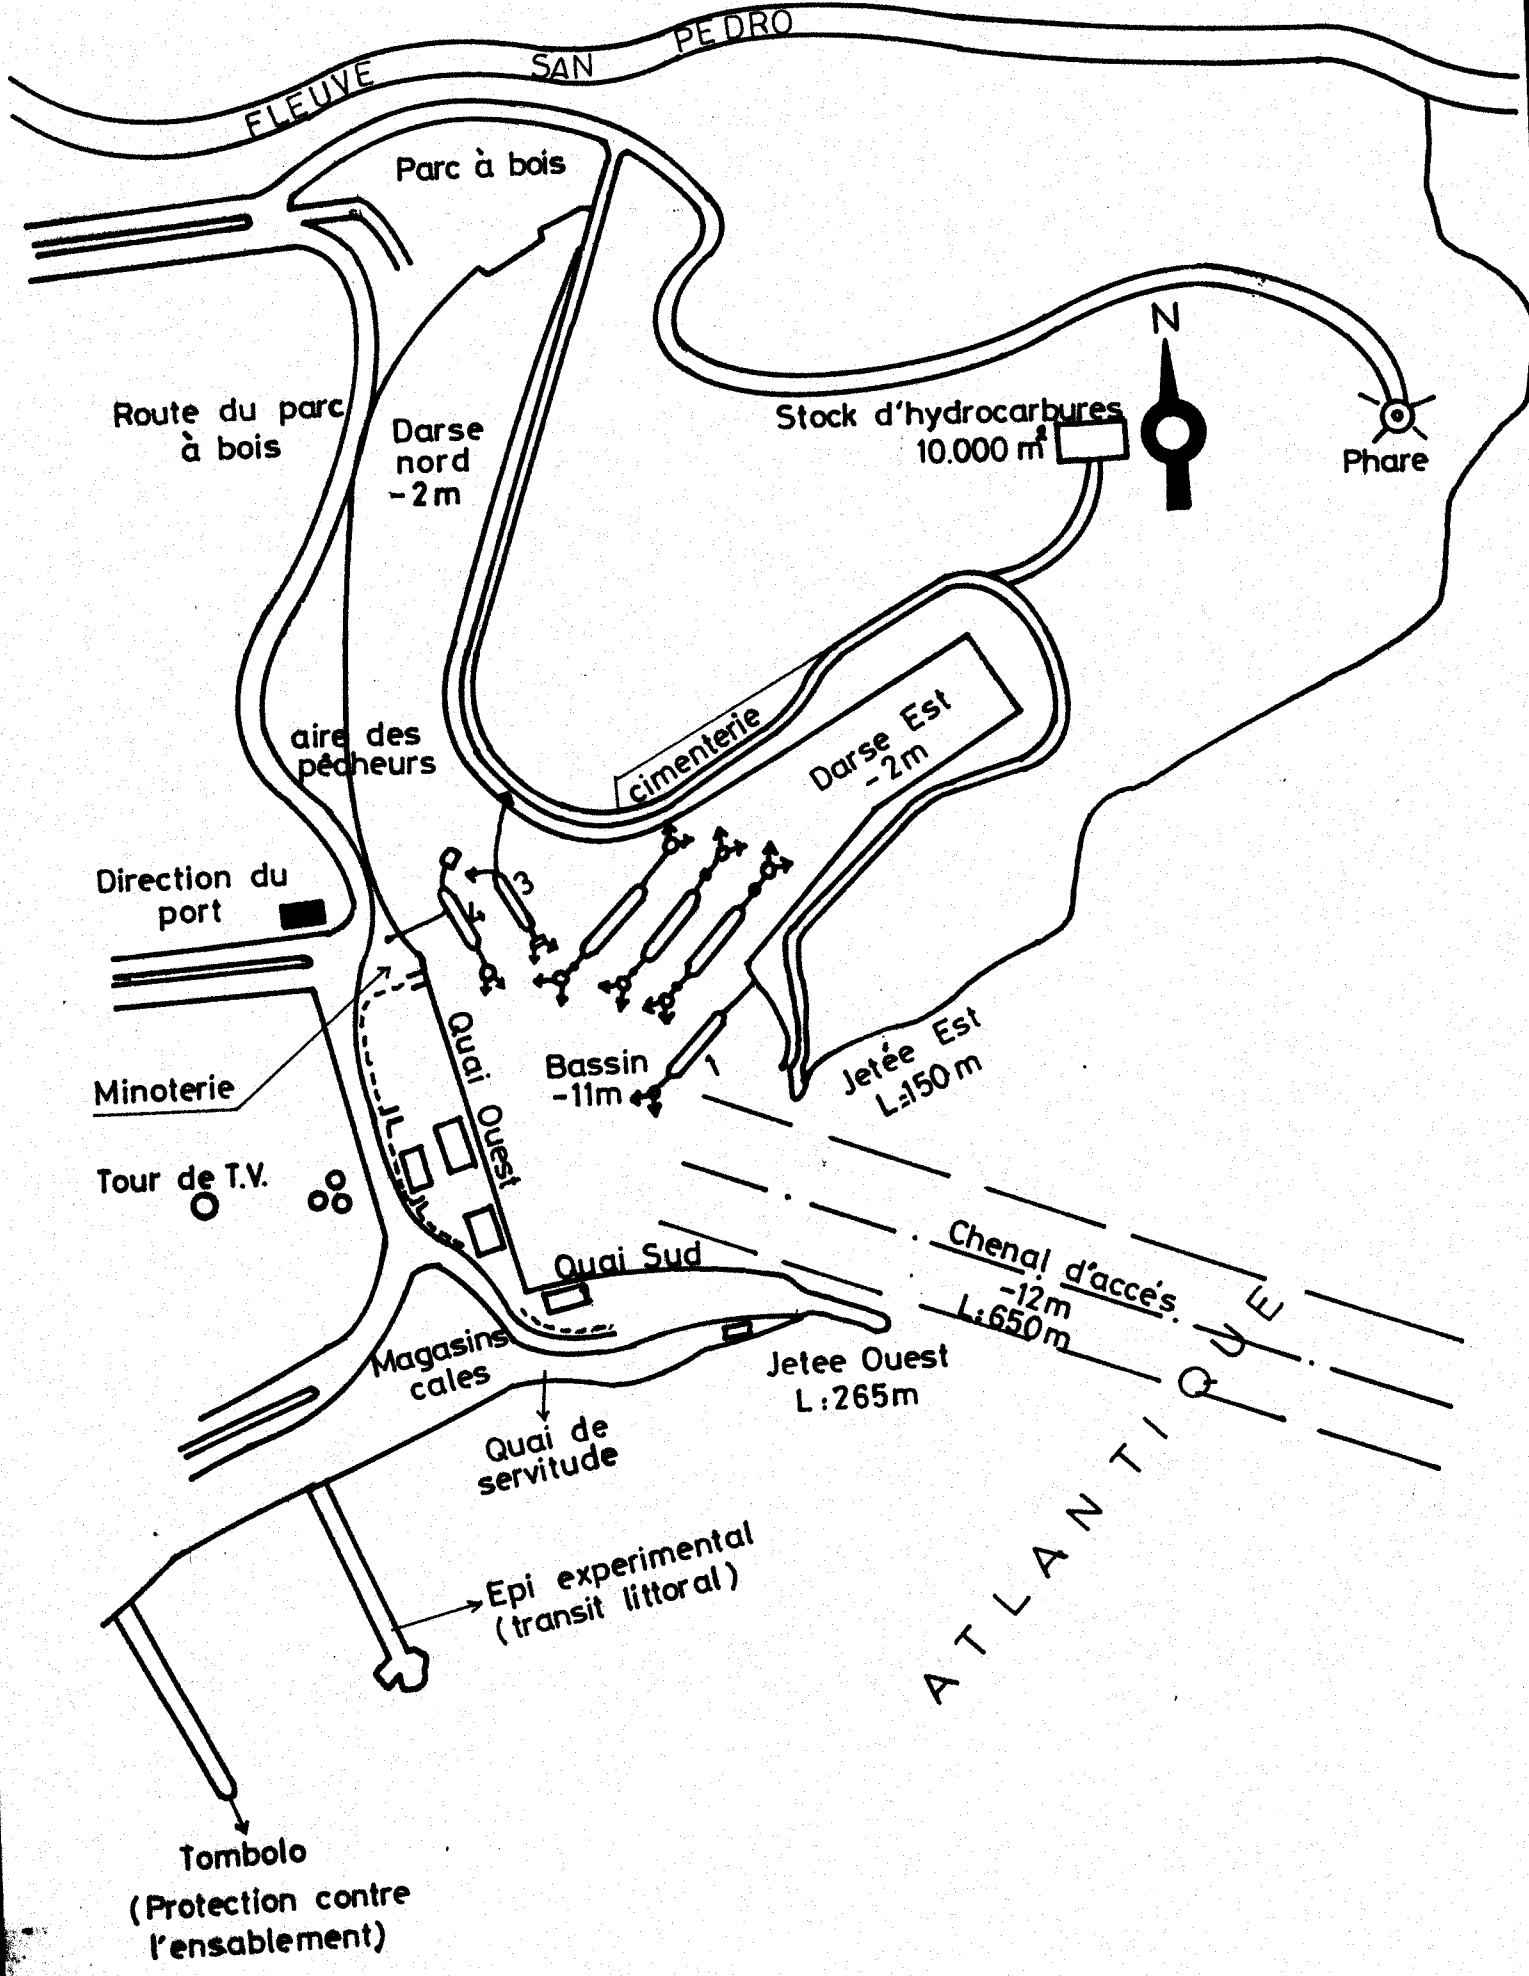 FLEUVE SAN PEDRO
Parc à bois
N
Route du parc
à bois
Darse
nord
-2m
Stock d'hydrocarbures
10.000 m²
Phare
aire des
pêcheurs
cimenterie
Darse Est
-2m
Direction du
port
3
Quai Ouest
Bassin
-11m
1
Jetée Est
L=150m
Minoterie
Tour de T.V.
Quai Sud
Chenal d'accés
-12m
L:650m
Magasins
cales
Jetee Ouest
L:265m
Quai de
servitude
ATLANTIQUE
Epi experimental
(transit littoral)
Tombolo
(Protection contre
l'ensablement)